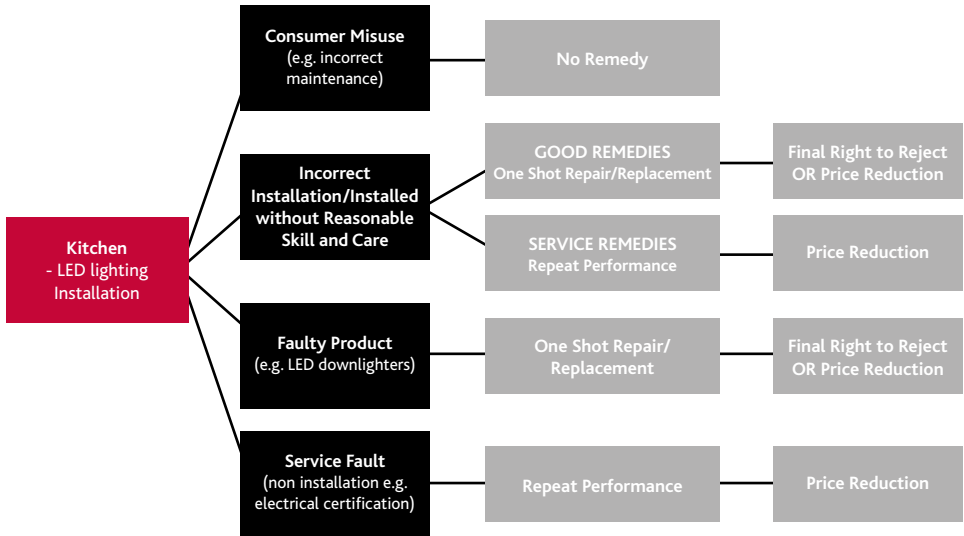 Kitchen
- LED lighting
Installation
Consumer Misuse
(e.g. incorrect
maintenance)
No Remedy
Incorrect
Installation/Installed
without Reasonable
Skill and Care
GOOD REMEDIES
One Shot Repair/Replacement
Final Right to Reject
OR Price Reduction
SERVICE REMEDIES
Repeat Performance
Price Reduction
Faulty Product
(e.g. LED downlighters)
One Shot Repair/
Replacement
Final Right to Reject
OR Price Reduction
Service Fault
(non installation e.g.
electrical certification)
Repeat Performance
Price Reduction